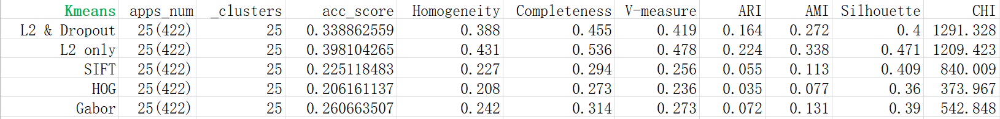 Kmeans apps_num _clusters acc_score Homogeneity Completeness V-measure ARI AMI Silhouette CHI
L2 & Dropout 25(422) 25 0.338862559 0.388 0.455 0.419 0.164 0.272 0.4 1291.328
L2 only 25(422) 25 0.398104265 0.431 0.536 0.478 0.224 0.338 0.471 1209.423
SIFT 25(422) 25 0.225118483 0.227 0.294 0.256 0.055 0.113 0.409 840.009
HOG 25(422) 25 0.206161137 0.208 0.273 0.236 0.035 0.077 0.36 373.967
Gabor 25(422) 25 0.260663507 0.242 0.314 0.273 0.072 0.131 0.39 542.848